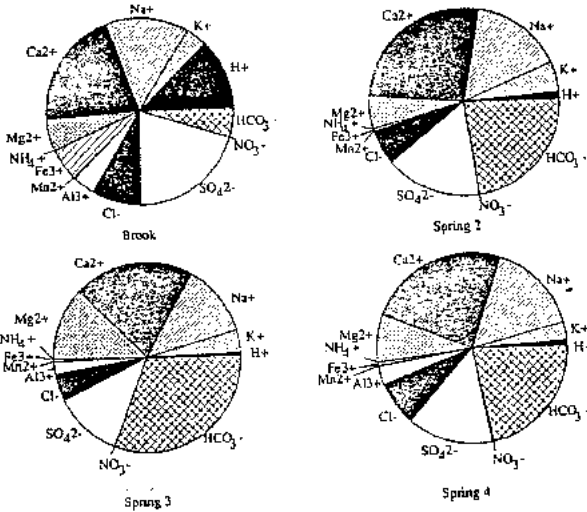 Na+
K+
H+
HCO3-
NO3-
SO42-
Cl-
Al3+
Mn2+
Fe3+
NH4+
Mg2+
Ca2+
Brook
Ca2+
Na+
K+
H+
HCO3-
NO3-
SO42-
Cl-
Mn2+
Fe3+
NH4+
Mg2+
Spring 2
Ca2+
Na+
K+
H+
HCO3-
NO3-
SO42-
Cl-
Al3+
Mn2+
Fe3+
NH4+
Mg2+
Spring 3
Ca2+
Na+
K+
H+
HCO3-
NO3-
SO42-
Cl-
Al3+
Mn2+
Fe3+
NH4+
Mg2+
Spring 4